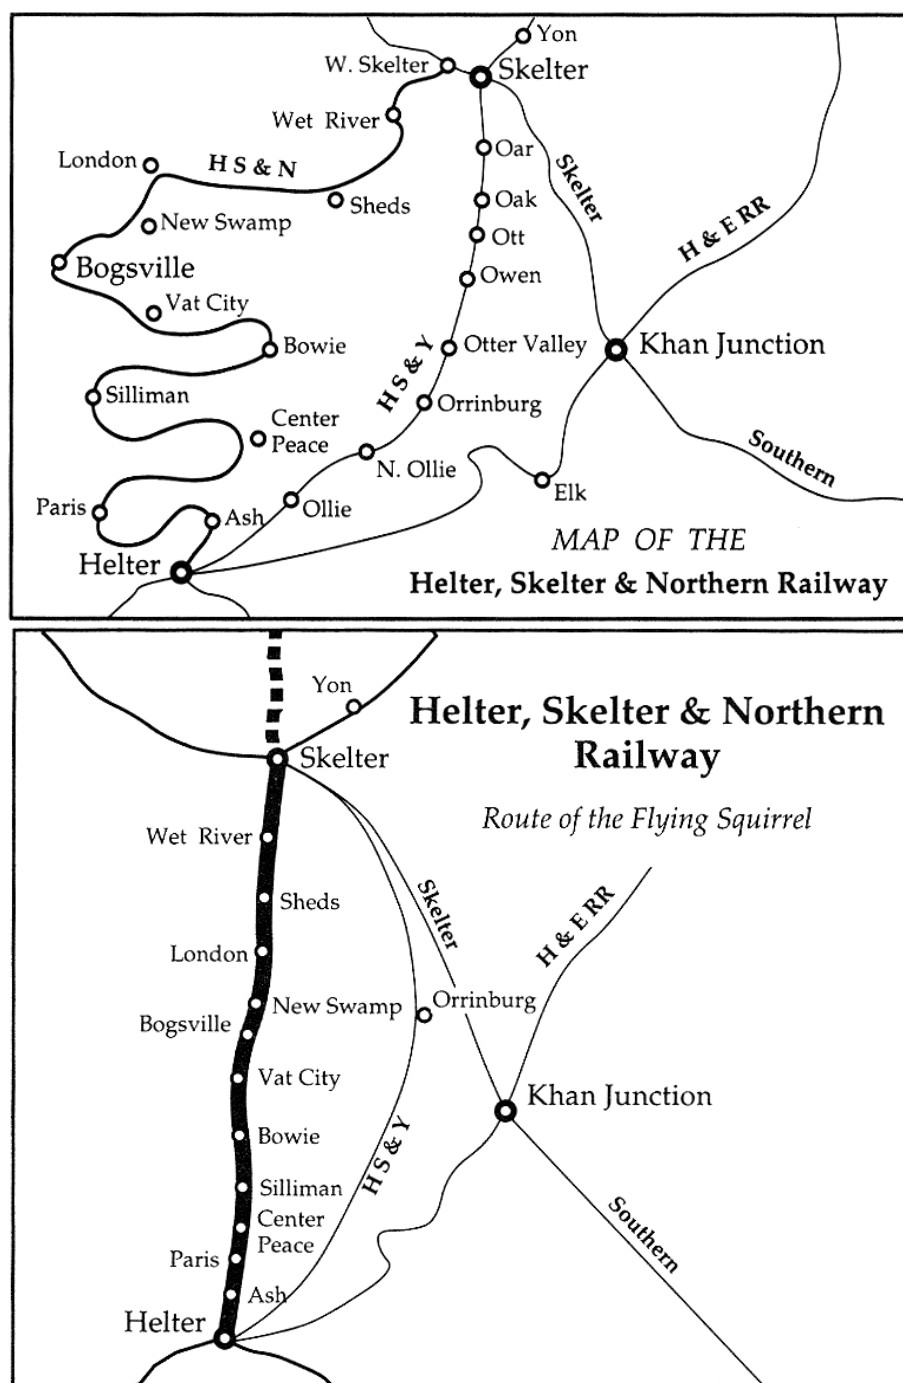 Yon
W. Skelter
Skelter
Wet River
London
H S & N
Oar
Skelter
Sheds
Oak
H & E RR
New Swamp
Ott
Bogsville
Owen
Vat City
Bowie
H S & Y
Otter Valley
Khan Junction
Silliman
Orrinburg
Center
Peace
N. Ollie
Southern
Paris
Ash
Ollie
Elk
Helter
MAP OF THE
Helter, Skelter & Northern Railway
Yon
Helter, Skelter & Northern
Railway
Skelter
Route of the Flying Squirrel
Wet River
Sheds
Skelter
H & E RR
London
New Swamp
Orrinburg
Bogsville
Vat City
Khan Junction
Bowie
H S & Y
Silliman
Center
Peace
Southern
Paris
Ash
Helter